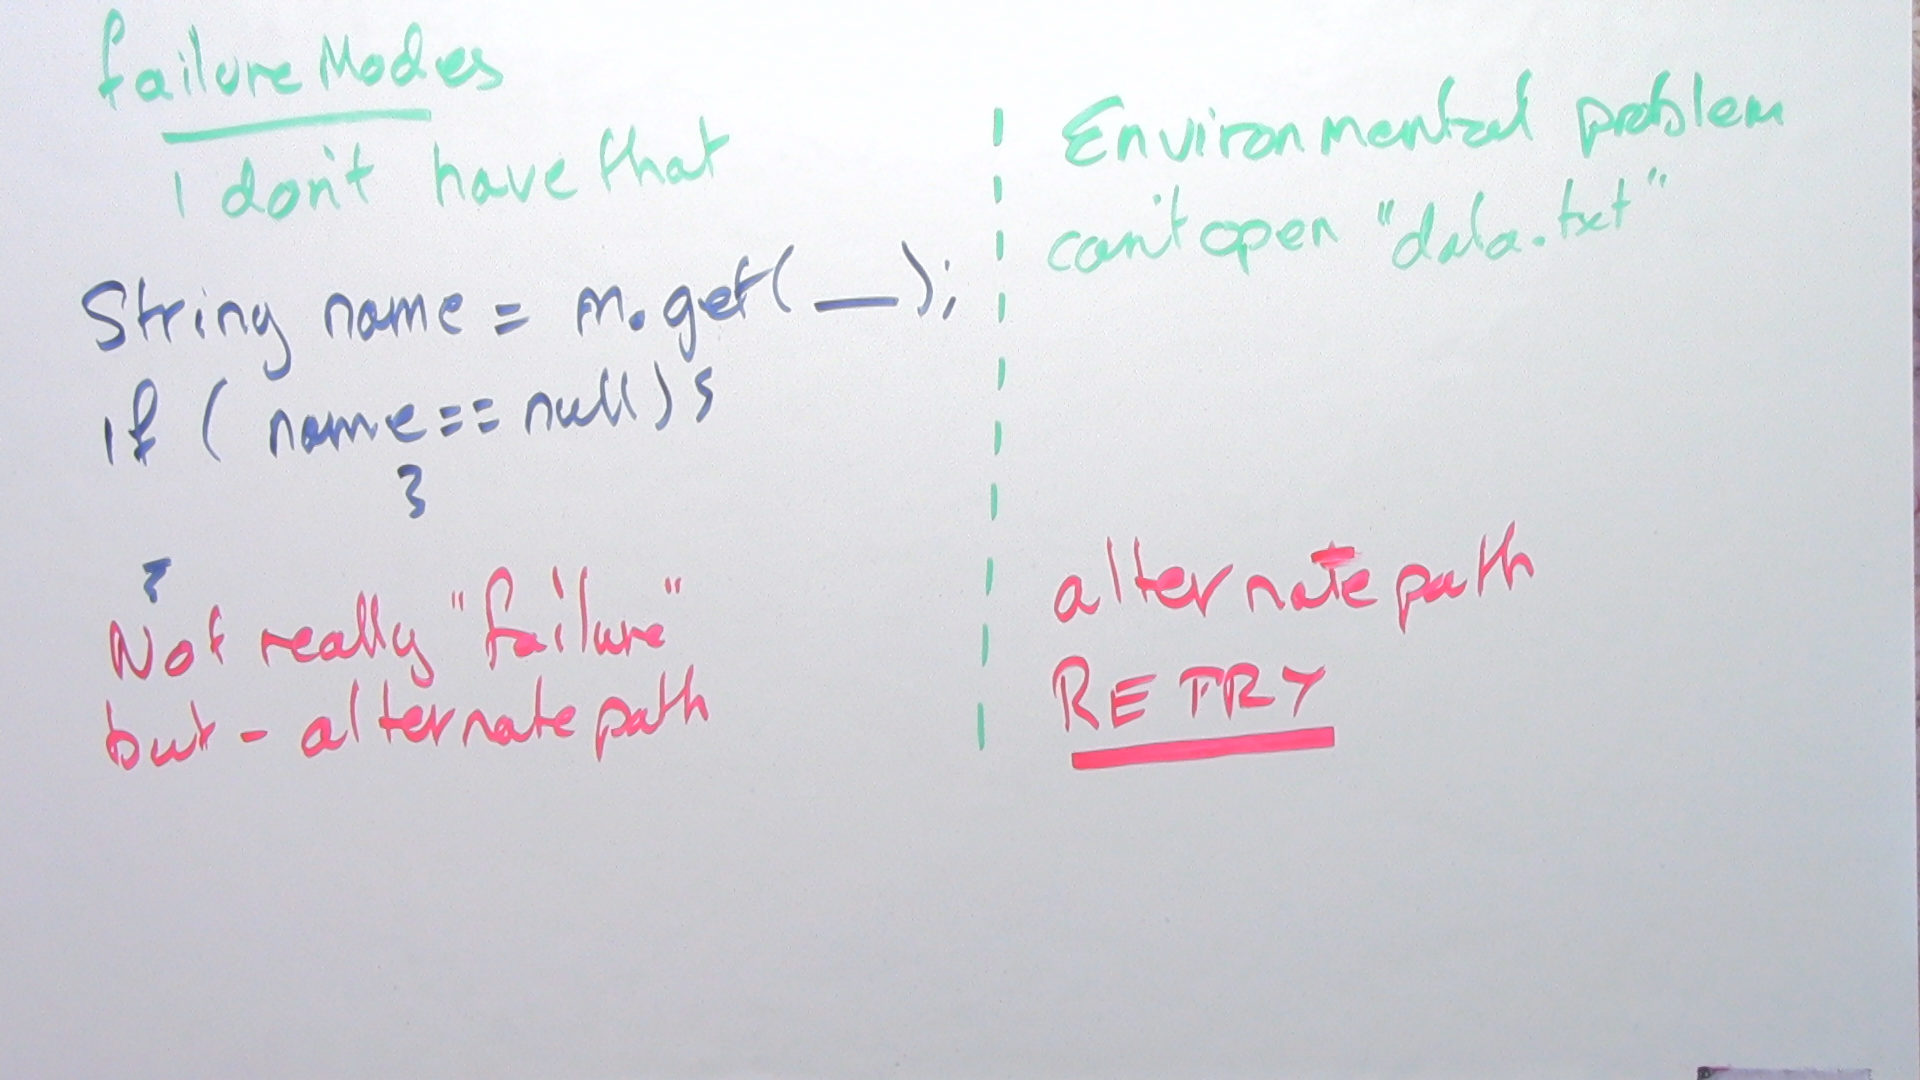 failure Modes
I don't have that
String name = m.get( __ );
if ( name == null) {
}
Not really "failure"
but - alternate path
Environmental problem
can't open "data.txt"
alternate path
RETRY